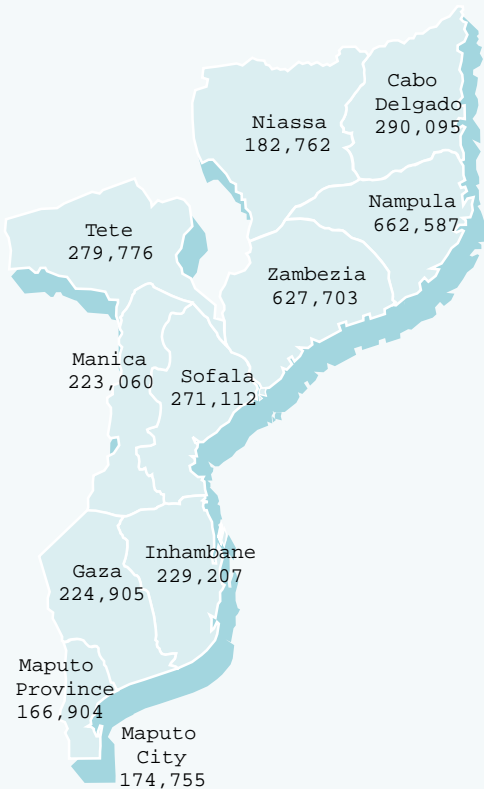 Cabo
Delgado
290,095
Niassa
182,762
Nampula
662,587
Tete
279,776
Zambezia
627,703
Manica
223,060
Sofala
271,112
Inhambane
229,207
Gaza
224,905
Maputo
Province
166,904
Maputo
City
174,755